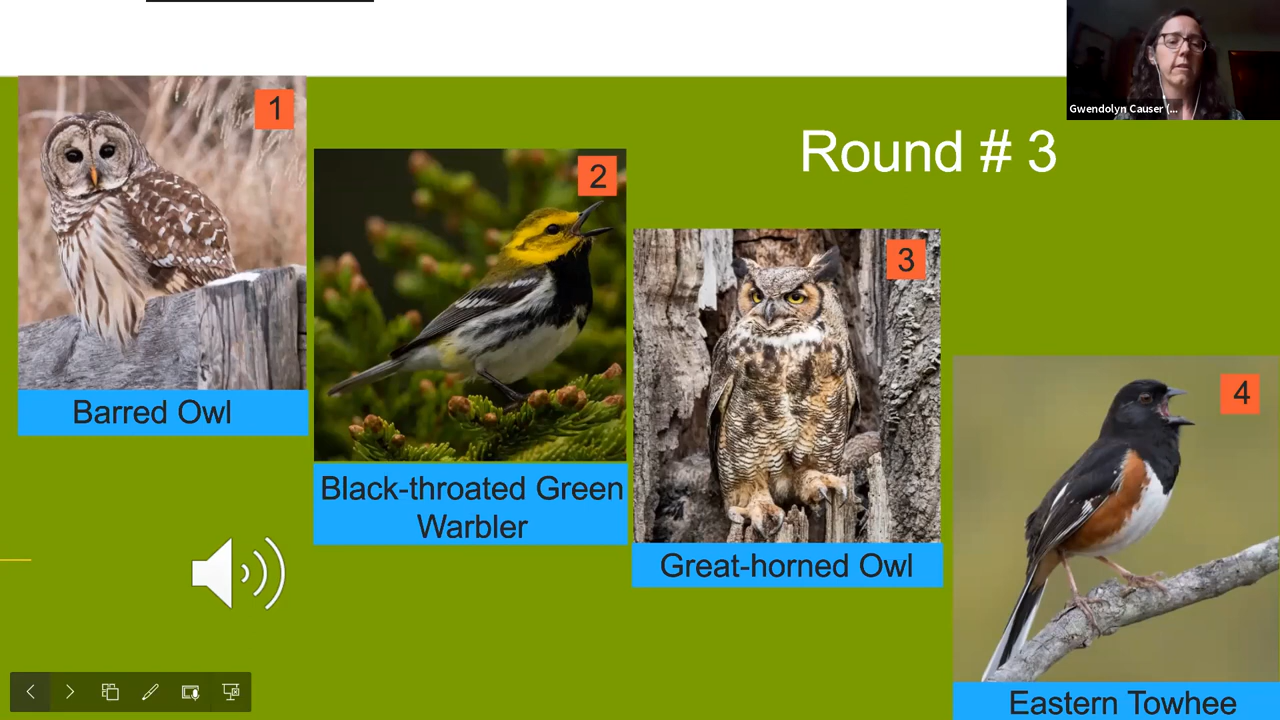 Gwendolyn Causer (...
Round # 3
1
Barred Owl
2
Black-throated Green
Warbler
3
Great-horned Owl
4
Eastern Towhee